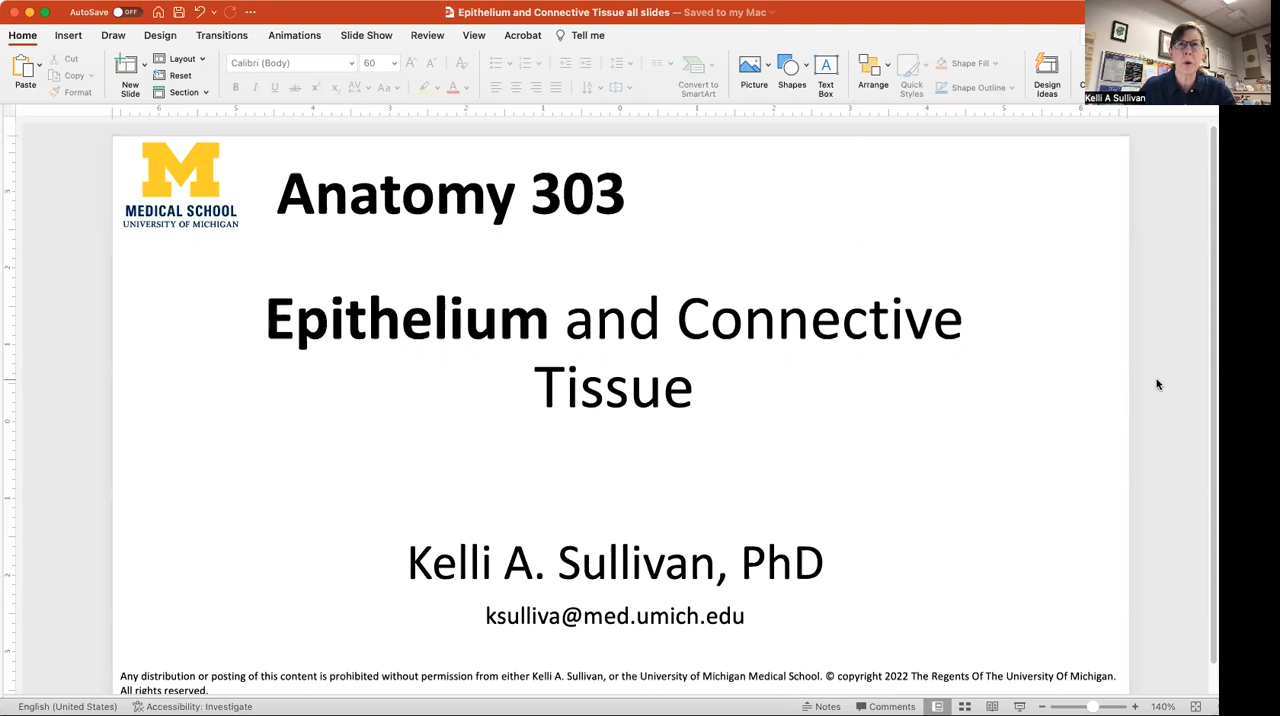 AutoSave OFF
Epithelium and Connective Tissue all slides — Saved to my Mac
Home Insert Draw Design Transitions Animations Slide Show Review View Acrobat Tell me
Paste
Cut
Copy
Format
New
Slide
Layout
Reset
Section
Calibri (Body) 60
Convert to
SmartArt
Picture
Shapes
Text
Box
Arrange
Quick
Styles
Shape Fill
Shape Outline
Design
Ideas
Kelli A Sullivan
M
MEDICAL SCHOOL
UNIVERSITY OF MICHIGAN
Anatomy 303
Epithelium and Connective
Tissue
Kelli A. Sullivan, PhD
ksulliva@med.umich.edu
Any distribution or posting of this content is prohibited without permission from either Kelli A. Sullivan, or the University of Michigan Medical School. © copyright 2022 The Regents Of The University Of Michigan.
All rights reserved.
English (United States) Accessibility: Investigate Notes Comments 140%